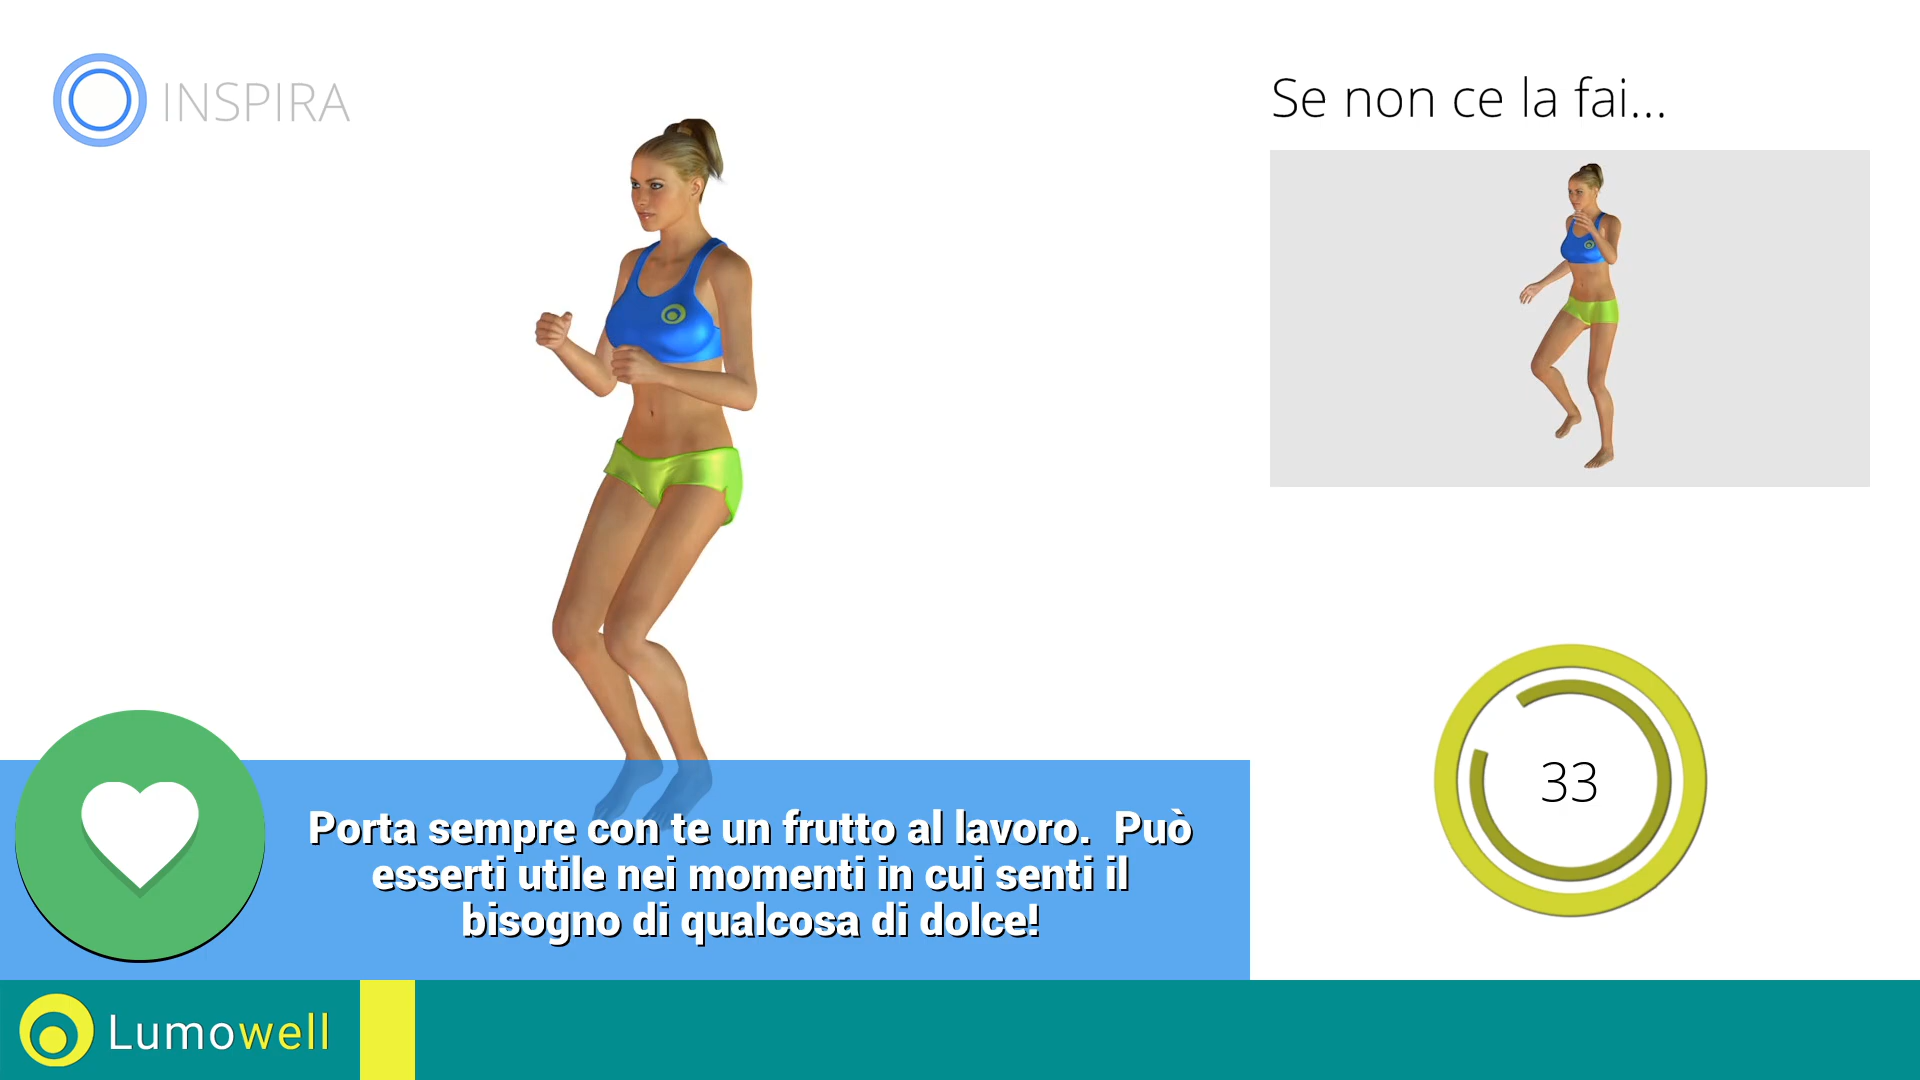 INSPIRA
Se non ce la fai...
33
Porta sempre con te un frutto al lavoro.  Può
esserti utile nei momenti in cui senti il
bisogno di qualcosa di dolce!
Lumowell